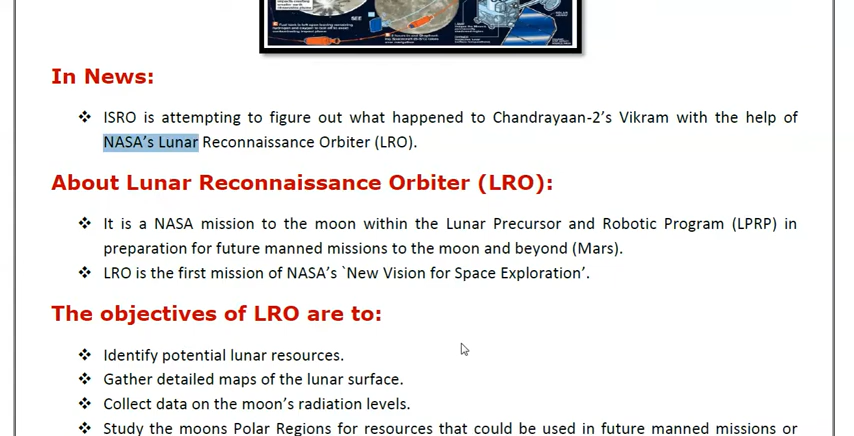 In News:
❖ ISRO is attempting to figure out what happened to Chandrayaan-2's Vikram with the help of
NASA's Lunar Reconnaissance Orbiter (LRO).
About Lunar Reconnaissance Orbiter (LRO):
❖ It is a NASA mission to the moon within the Lunar Precursor and Robotic Program (LPRP) in
preparation for future manned missions to the moon and beyond (Mars).
❖ LRO is the first mission of NASA's `New Vision for Space Exploration'.
The objectives of LRO are to:
❖ Identify potential lunar resources.
❖ Gather detailed maps of the lunar surface.
❖ Collect data on the moon's radiation levels.
❖ Study the moons Polar Regions for resources that could be used in future manned missions or